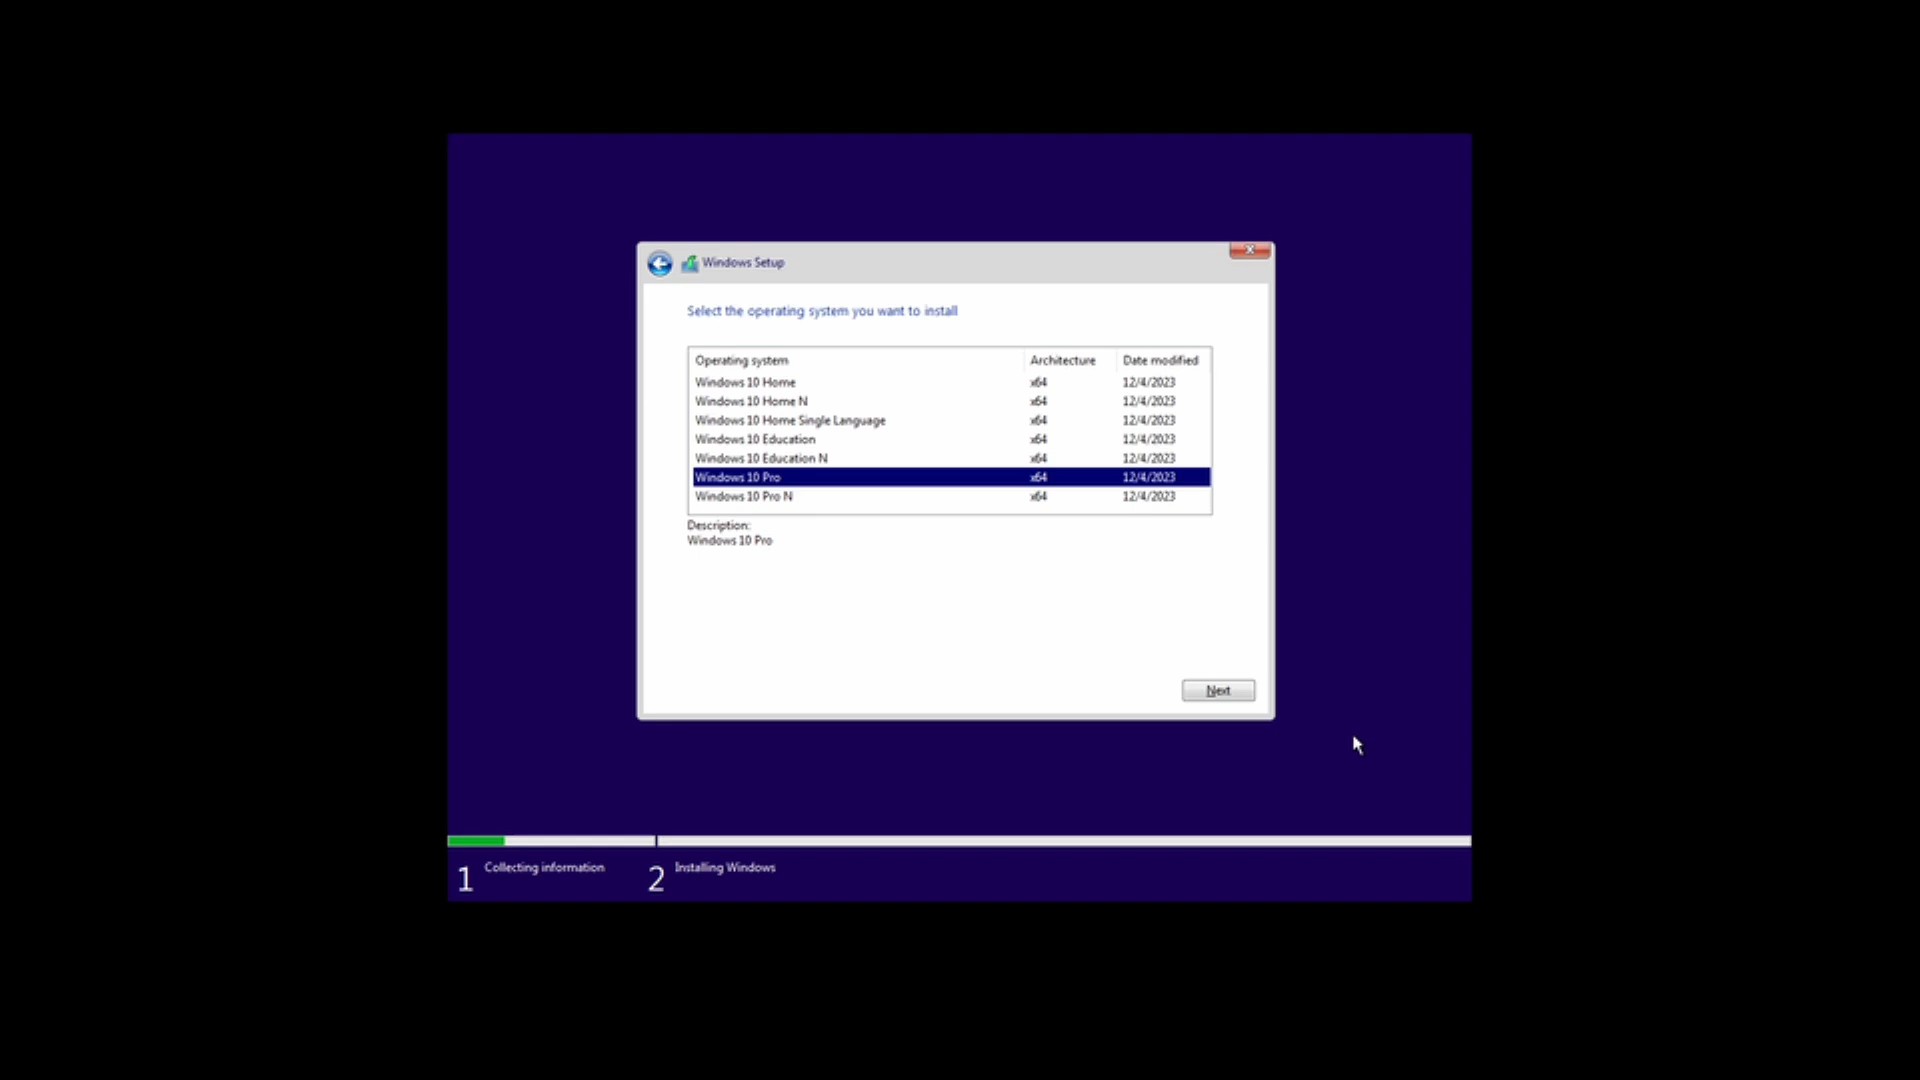 Windows Setup
Select the operating system you want to install
Operating system Architecture Date modified
Windows 10 Home x64 12/4/2023
Windows 10 Home N x64 12/4/2023
Windows 10 Home Single Language x64 12/4/2023
Windows 10 Education x64 12/4/2023
Windows 10 Education N x64 12/4/2023
Windows 10 Pro x64 12/4/2023
Windows 10 Pro N x64 12/4/2023
Description:
Windows 10 Pro
Next
1 Collecting information 2 Installing Windows